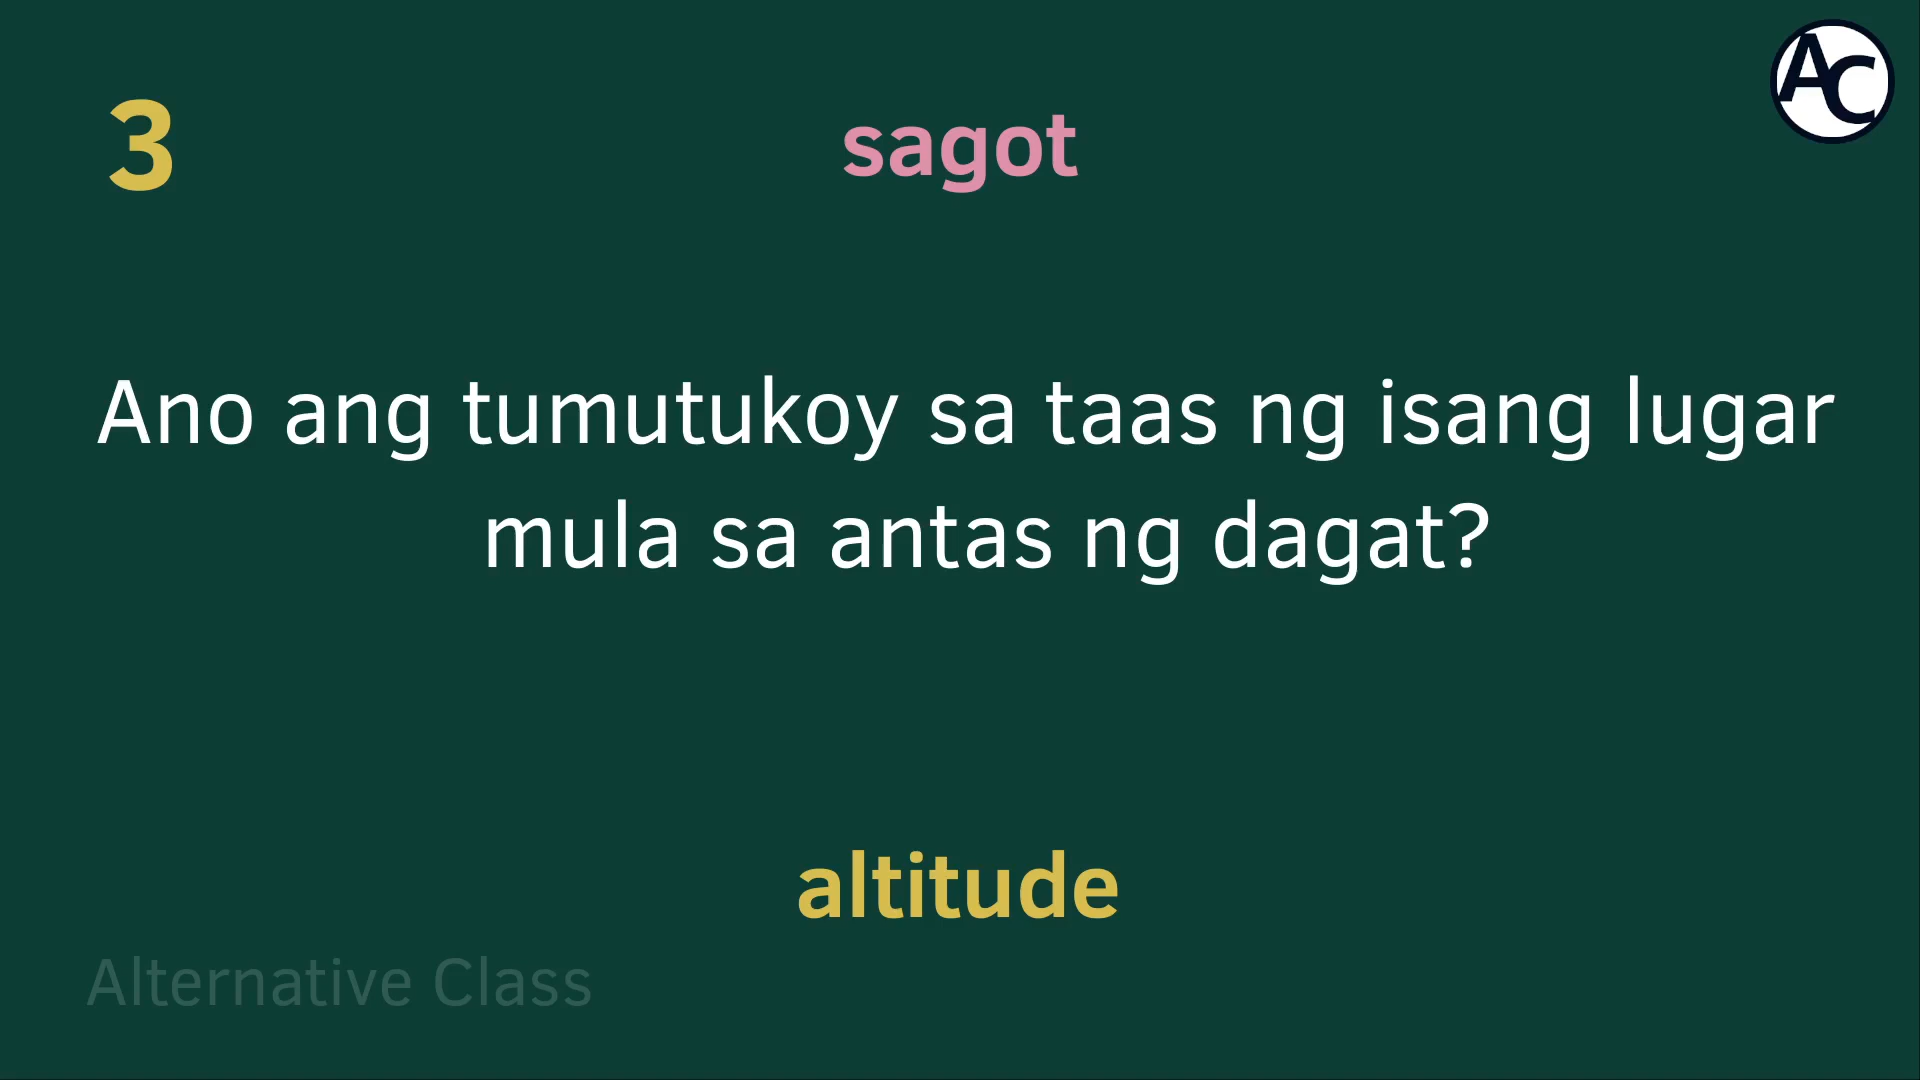 3
sagot
AC
Ano ang tumutukoy sa taas ng isang lugar
mula sa antas ng dagat?
altitude
Alternative Class